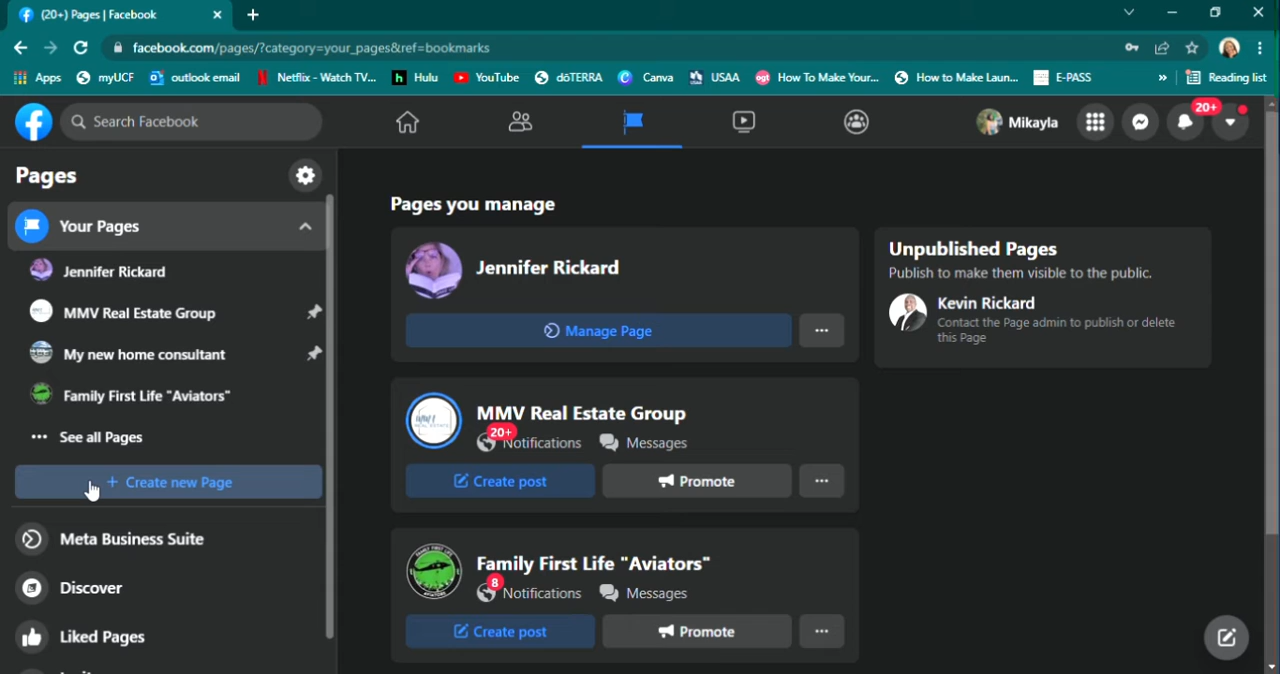 (20+) Pages | Facebook
facebook.com/pages/?category=your_pages&ref=bookmarks
Apps myUCF outlook email Netflix - Watch TV... Hulu YouTube dōTERRA Canva USAA How To Make Your... How to Make Laun... E-PASS » Reading list
Search Facebook
Mikayla
20+
Pages
Your Pages
Jennifer Rickard
MMV Real Estate Group
My new home consultant
Family First Life "Aviators"
See all Pages
+ Create new Page
Meta Business Suite
Discover
Liked Pages
Pages you manage
Jennifer Rickard
Manage Page
MMV Real Estate Group
20+
Notifications Messages
Create post Promote
Family First Life "Aviators"
8
Notifications Messages
Create post Promote
Unpublished Pages
Publish to make them visible to the public.
Kevin Rickard
Contact the Page admin to publish or delete
this Page